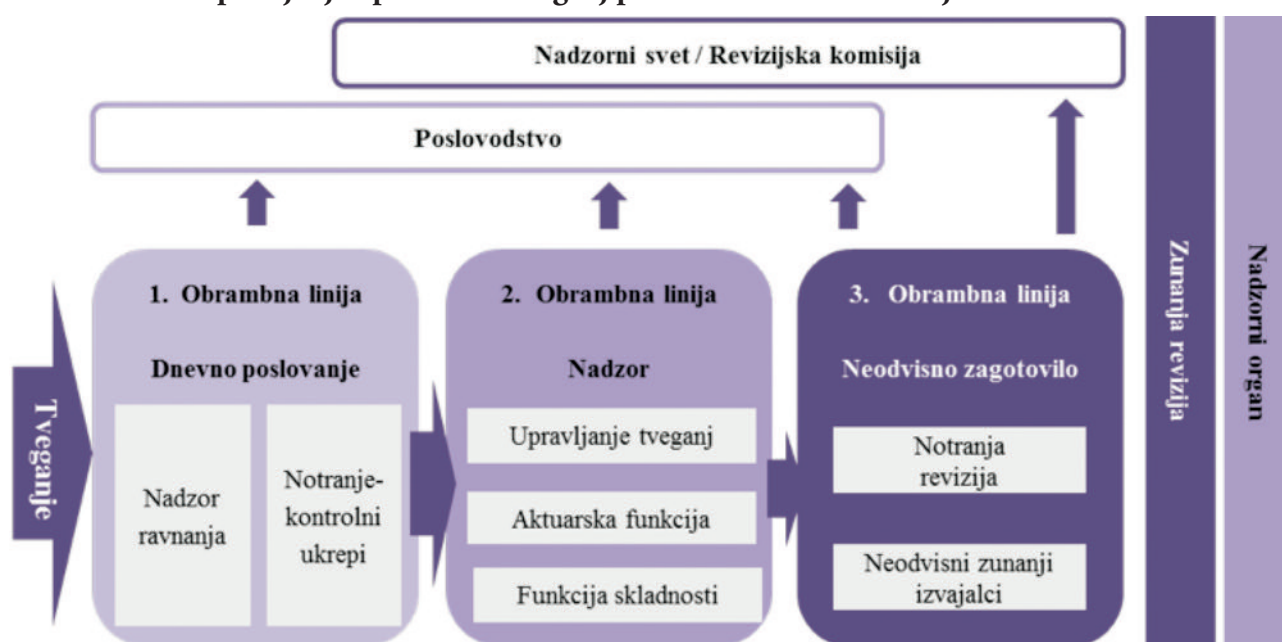 Nadzorni svet / Revizijska komisija
Poslovodstvo
Tveganje
1. Obrambna linija
Dnevno poslovanje
Nadzor
ravnanja
Notranje-
kontrolni
ukrepi
2. Obrambna linija
Nadzor
Upravljanje tveganj
Aktuarska funkcija
Funkcija skladnosti
3. Obrambna linija
Neodvisno zagotovilo
Notranja
revizija
Neodvisni zunanji
izvajalci
Zunanja revizija
Nadzorni organ